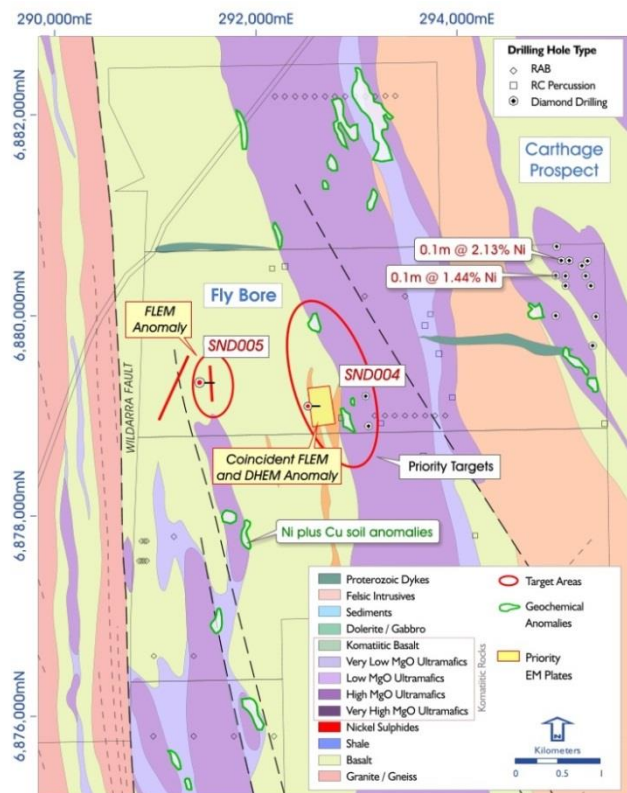 290,000mE
292,000mE
294,000mE
6,882,000mN
6,880,000mN
6,878,000mN
6,876,000mN
Drilling Hole Type
RAB
RC Percussion
Diamond Drilling
Carthage
Prospect
0.1m @ 2.13% Ni
0.1m @ 1.44% Ni
Fly Bore
FLEM
Anomaly
SND005
SND004
WILDARRA FAULT
Coincident FLEM
and DHEM Anomaly
Priority Targets
Ni plus Cu soil anomalies
Proterozoic Dykes
Felsic Intrusives
Sediments
Dolerite / Gabbro
Komatiitic Basalt
Very Low MgO Ultramafics
Low MgO Ultramafics
High MgO Ultramafics
Very High MgO Ultramafics
Nickel Sulphides
Shale
Basalt
Granite / Gneiss
Komatiitic Rocks
Target Areas
Geochemical
Anomalies
Priority
EM Plates
N
Kilometers
0
0.5
1